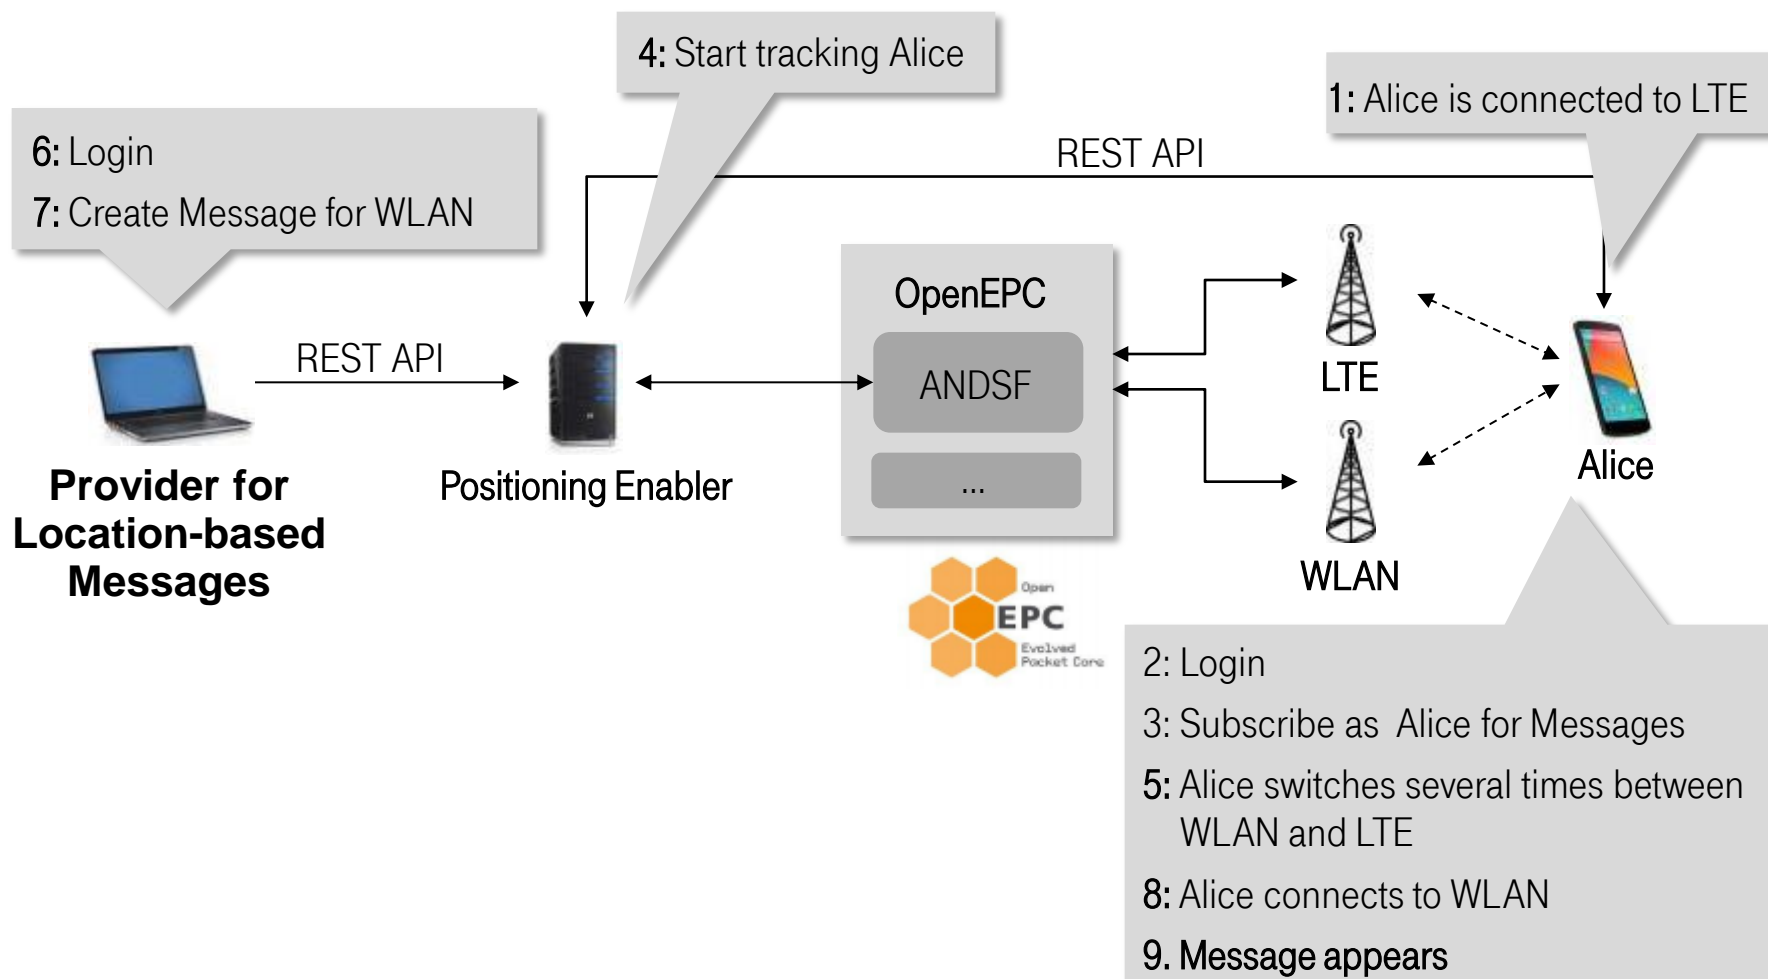 4: Start tracking Alice
1: Alice is connected to LTE
6: Login
7: Create Message for WLAN
REST API
OpenEPC
ANDSF
...
REST API
LTE
Alice
Provider for
Location-based
Messages
Positioning Enabler
WLAN
Open
EPC
Evolved
Packet Core
2: Login
3: Subscribe as Alice for Messages
5: Alice switches several times between
WLAN and LTE
8: Alice connects to WLAN
9. Message appears